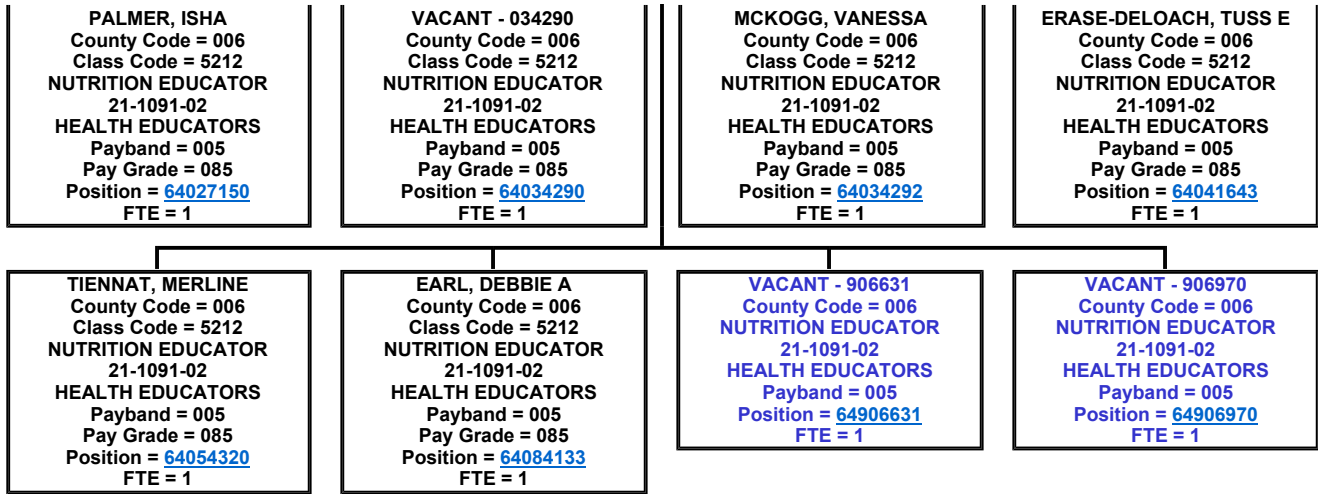 PALMER, ISHA
County Code = 006
Class Code = 5212
NUTRITION EDUCATOR
21-1091-02
HEALTH EDUCATORS
Payband = 005
Pay Grade = 085
Position = 64027150
FTE = 1
VACANT - 034290
County Code = 006
Class Code = 5212
NUTRITION EDUCATOR
21-1091-02
HEALTH EDUCATORS
Payband = 005
Pay Grade = 085
Position = 64034290
FTE = 1
MCKOGG, VANESSA
County Code = 006
Class Code = 5212
NUTRITION EDUCATOR
21-1091-02
HEALTH EDUCATORS
Payband = 005
Pay Grade = 085
Position = 64034292
FTE = 1
ERASE-DELOACH, TUSS E
County Code = 006
Class Code = 5212
NUTRITION EDUCATOR
21-1091-02
HEALTH EDUCATORS
Payband = 005
Pay Grade = 085
Position = 64041643
FTE = 1
TIENNAT, MERLINE
County Code = 006
Class Code = 5212
NUTRITION EDUCATOR
21-1091-02
HEALTH EDUCATORS
Payband = 005
Pay Grade = 085
Position = 64054320
FTE = 1
EARL, DEBBIE A
County Code = 006
Class Code = 5212
NUTRITION EDUCATOR
21-1091-02
HEALTH EDUCATORS
Payband = 005
Pay Grade = 085
Position = 64084133
FTE = 1
VACANT - 906631
County Code = 006
NUTRITION EDUCATOR
21-1091-02
HEALTH EDUCATORS
Payband = 005
Position = 64906631
FTE = 1
VACANT - 906970
County Code = 006
NUTRITION EDUCATOR
21-1091-02
HEALTH EDUCATORS
Payband = 005
Position = 64906970
FTE = 1